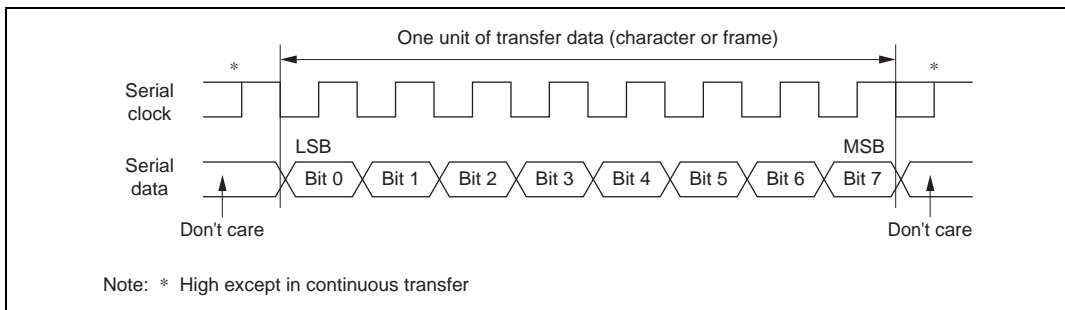 One unit of transfer data (character or frame)
* *
Serial
clock
LSB MSB
Serial
data
Bit 0 Bit 1 Bit 2 Bit 3 Bit 4 Bit 5 Bit 6 Bit 7
Don't care Don't care
Note: * High except in continuous transfer